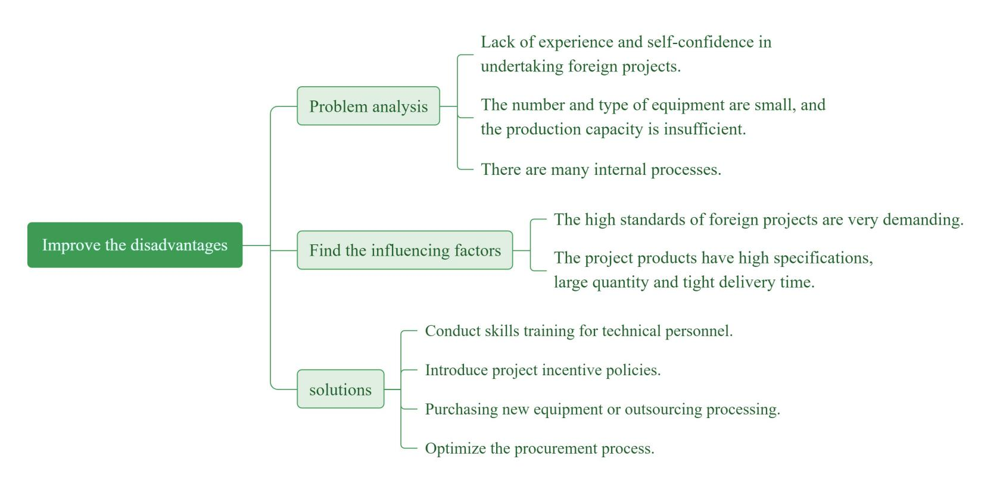 Improve the disadvantages
Problem analysis
Lack of experience and self-confidence in
undertaking foreign projects.
The number and type of equipment are small, and
the production capacity is insufficient.
There are many internal processes.
Find the influencing factors
The high standards of foreign projects are very demanding.
The project products have high specifications,
large quantity and tight delivery time.
solutions
Conduct skills training for technical personnel.
Introduce project incentive policies.
Purchasing new equipment or outsourcing processing.
Optimize the procurement process.